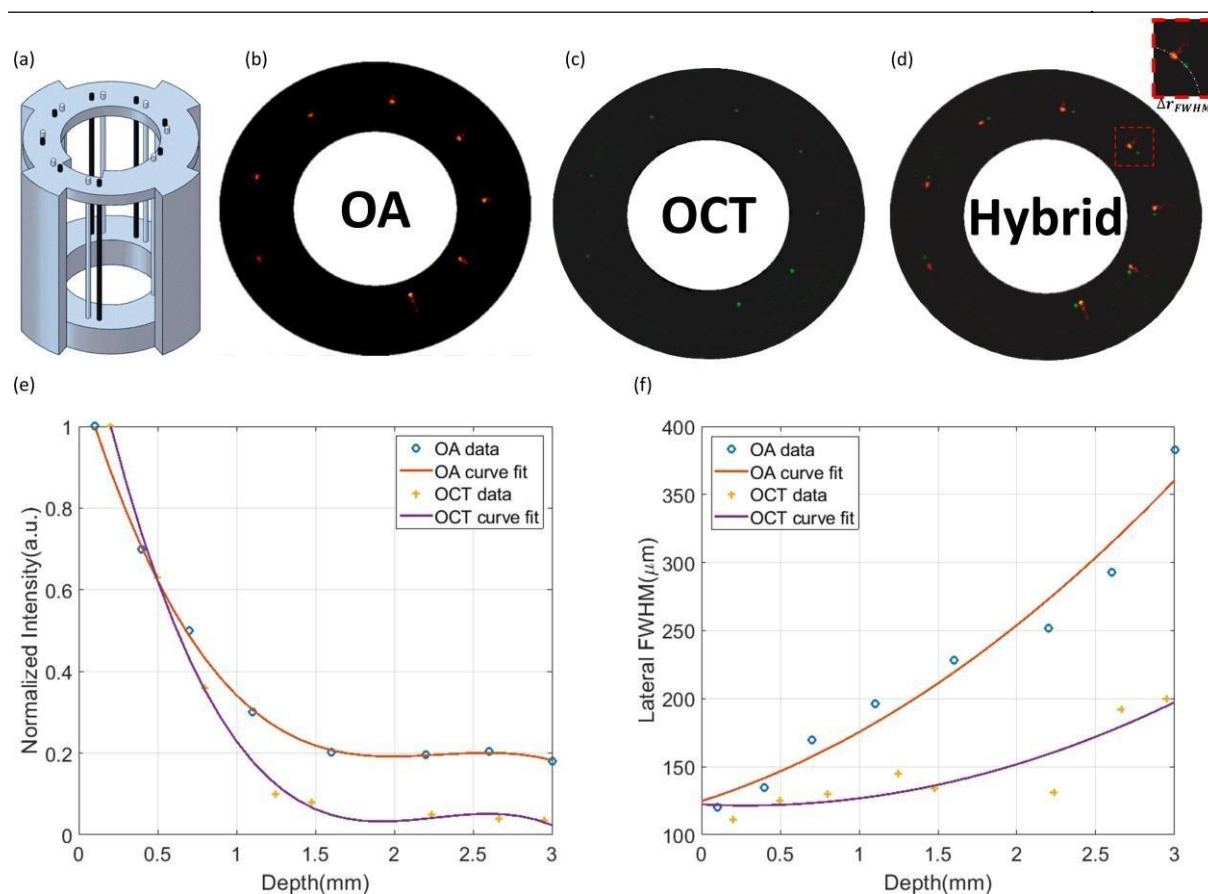 (a)
(b)
(c)
(d)
OA
OCT
Hybrid
Δr_FWHM
(e)
(f)
1
0.8
0.6
0.4
0.2
0
Normalized Intensity(a.u.)
OA data
OA curve fit
OCT data
OCT curve fit
0 0.5 1 1.5 2 2.5 3
Depth(mm)
400
350
300
250
200
150
100
Lateral FWHM(μm)
OA data
OA curve fit
OCT data
OCT curve fit
0 0.5 1 1.5 2 2.5 3
Depth(mm)